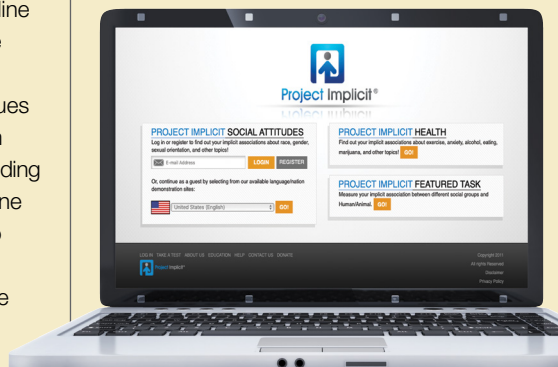 line
e
ues
n
ding
ne
o
e
Project Implicit®
PROJECT IMPLICIT SOCIAL ATTITUDES
Log in or register to find out your implicit associations about race, gender,
sexual orientation, and other topics!
E-mail Address LOGIN REGISTER
Or, continue as a guest by selecting from our available language/nation
demonstration sites:
United States (English) GO!
PROJECT IMPLICIT HEALTH
Find out your implicit associations about exercise, anxiety, alcohol, eating,
marijuana, and other topics! GO!
PROJECT IMPLICIT FEATURED TASK
Measure your implicit association between different social groups and
Human/Animal. GO!
LOG IN TAKE A TEST ABOUT US EDUCATION HELP CONTACT US DONATE
Project Implicit®
Copyright 2011
All rights Reserved
Disclaimer
Privacy Policy